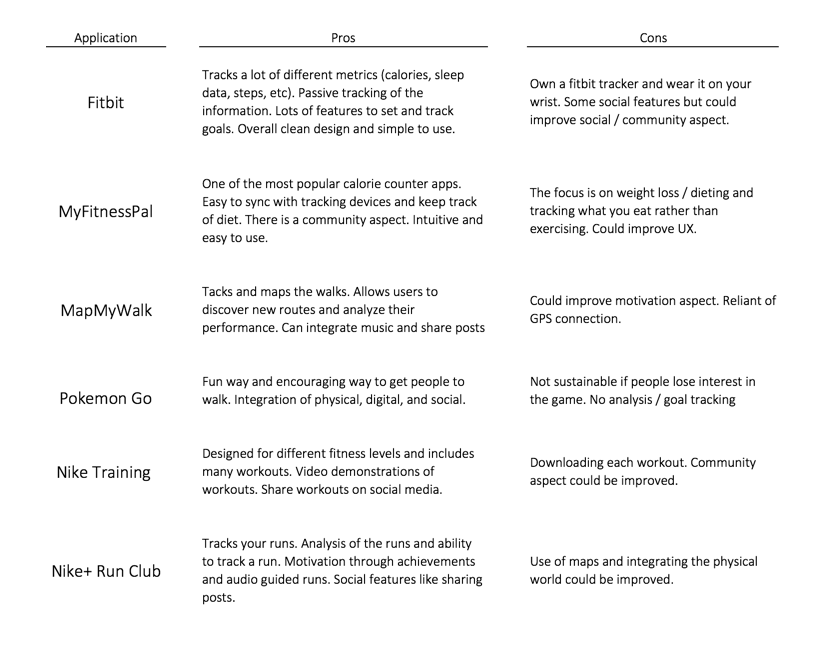 Application
Pros
Cons
Fitbit
Tracks a lot of different metrics (calories, sleep
data, steps, etc). Passive tracking of the
information. Lots of features to set and track
goals. Overall clean design and simple to use.
Own a fitbit tracker and wear it on your
wrist. Some social features but could
improve social / community aspect.
MyFitnessPal
One of the most popular calorie counter apps.
Easy to sync with tracking devices and keep track
of diet. There is a community aspect. Intuitive and
easy to use.
The focus is on weight loss / dieting and
tracking what you eat rather than
exercising. Could improve UX.
MapMyWalk
Tacks and maps the walks. Allows users to
discover new routes and analyze their
performance. Can integrate music and share posts
Could improve motivation aspect. Reliant of
GPS connection.
Pokemon Go
Fun way and encouraging way to get people to
walk. Integration of physical, digital, and social.
Not sustainable if people lose interest in
the game. No analysis / goal tracking
Nike Training
Designed for different fitness levels and includes
many workouts. Video demonstrations of
workouts. Share workouts on social media.
Downloading each workout. Community
aspect could be improved.
Nike+ Run Club
Tracks your runs. Analysis of the runs and ability
to track a run. Motivation through achievements
and audio guided runs. Social features like sharing
posts.
Use of maps and integrating the physical
world could be improved.